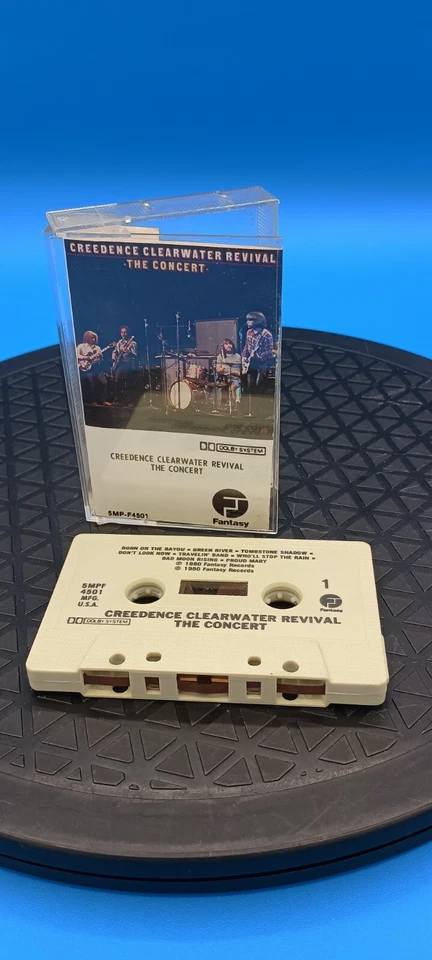 CREEDENCE CLEARWATER REVIVAL
·THE CONCERT·
DOLBY SYSTEM
CREEDENCE CLEARWATER REVIVAL
THE CONCERT
5MP-F4501
Fantasy
BORN ON THE BAYOU • GREEN RIVER • TOMBSTONE SHADOW •
DON'T LOOK NOW • TRAVELIN' BAND • WHO'LL STOP THE RAIN •
BAD MOON RISING • PROUD MARY
℗ 1980 Fantasy Records
© 1980 Fantasy Records
5MPF
4501
MFG.
U.S.A.
1
Fantasy
DOLBY SYSTEM
CREEDENCE CLEARWATER REVIVAL
THE CONCERT